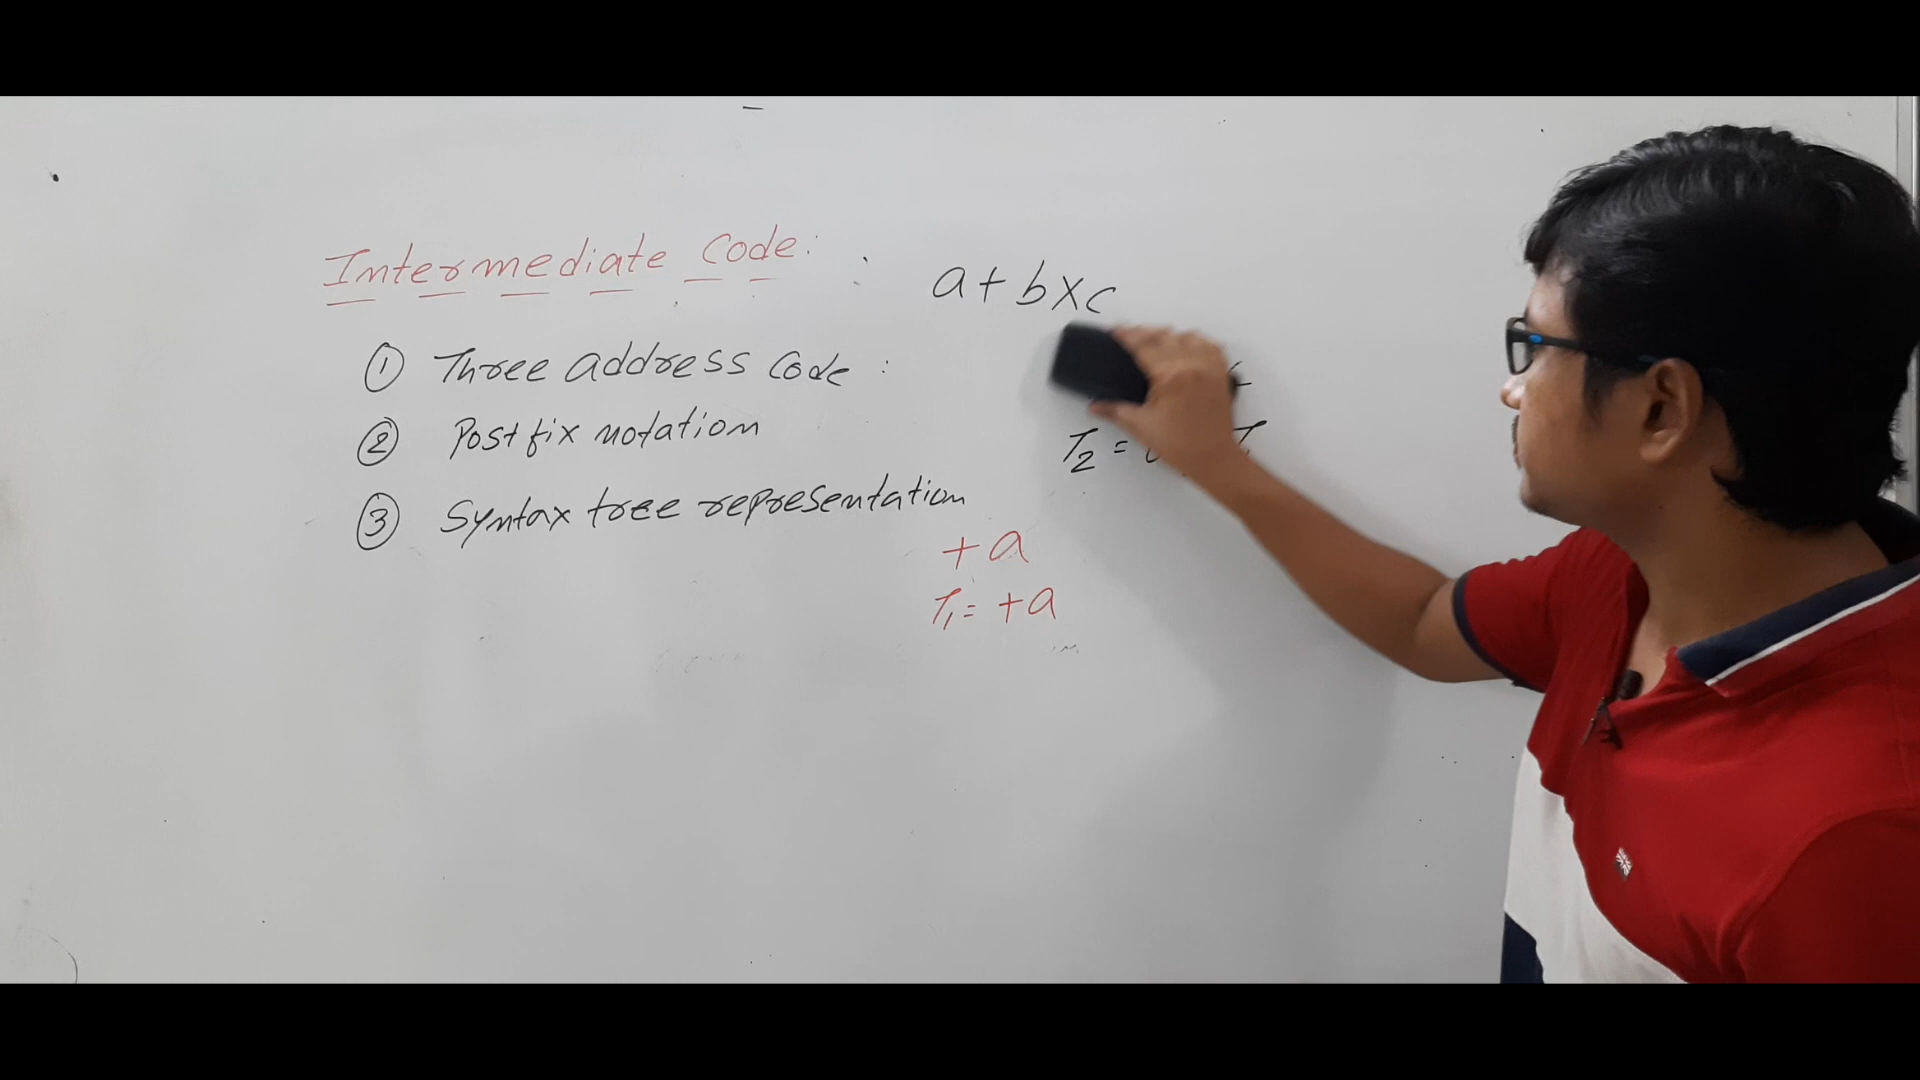 Intermediate Code:
① Three address code:
② Postfix notation
③ Syntax tree representation
a + b x c
T2 =
+ a
T1 = + a